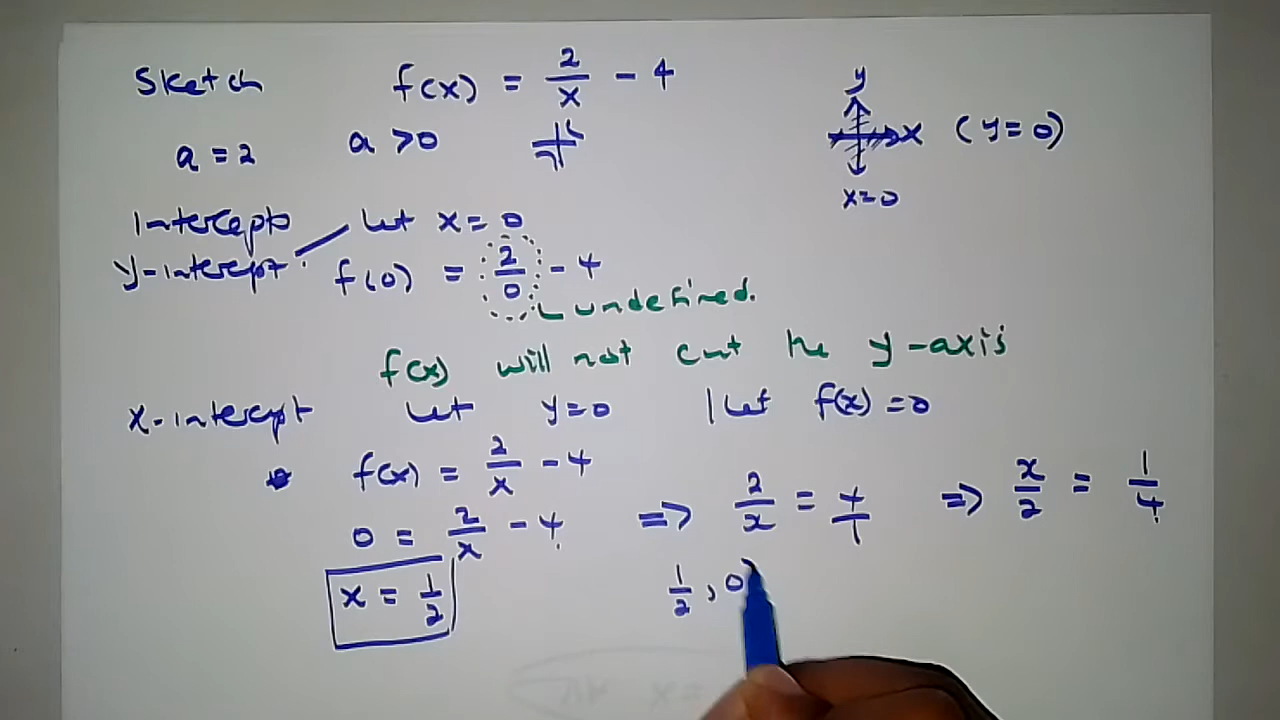 Sketch f(x) = 2/x - 4
y
a = 2 a > 0
x (y = 0)
x = 0
Intercepts Let x = 0
y-intercept f(0) = 2/0 - 4
undefined.
f(x) will not cut the y-axis
x-intercept Let y = 0 | Let f(x) = 0
f(x) = 2/x - 4
0 = 2/x - 4 => 2/x = 4/1 => x/2 = 1/4
x = 1/2 1/2, 0)